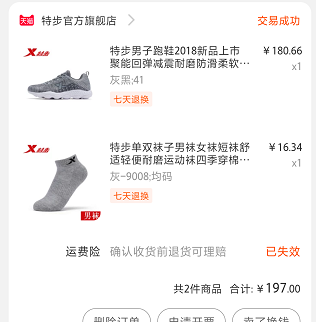 天猫 特步官方旗舰店 交易成功
特步
特步男子跑鞋2018新品上市 ￥180.66
聚能回弹减震耐磨防滑柔软… x1
灰黑;41
七天退换
特步
特步单双袜子男袜女袜短袜舒 ￥16.34
适轻便耐磨运动袜四季穿棉… x1
灰-9008;均码
七天退换
男袜
运费险 确认收货前退货可理赔 已失效
共2件商品 合计: ￥197.00
删除订单 申请开票 卖了换钱